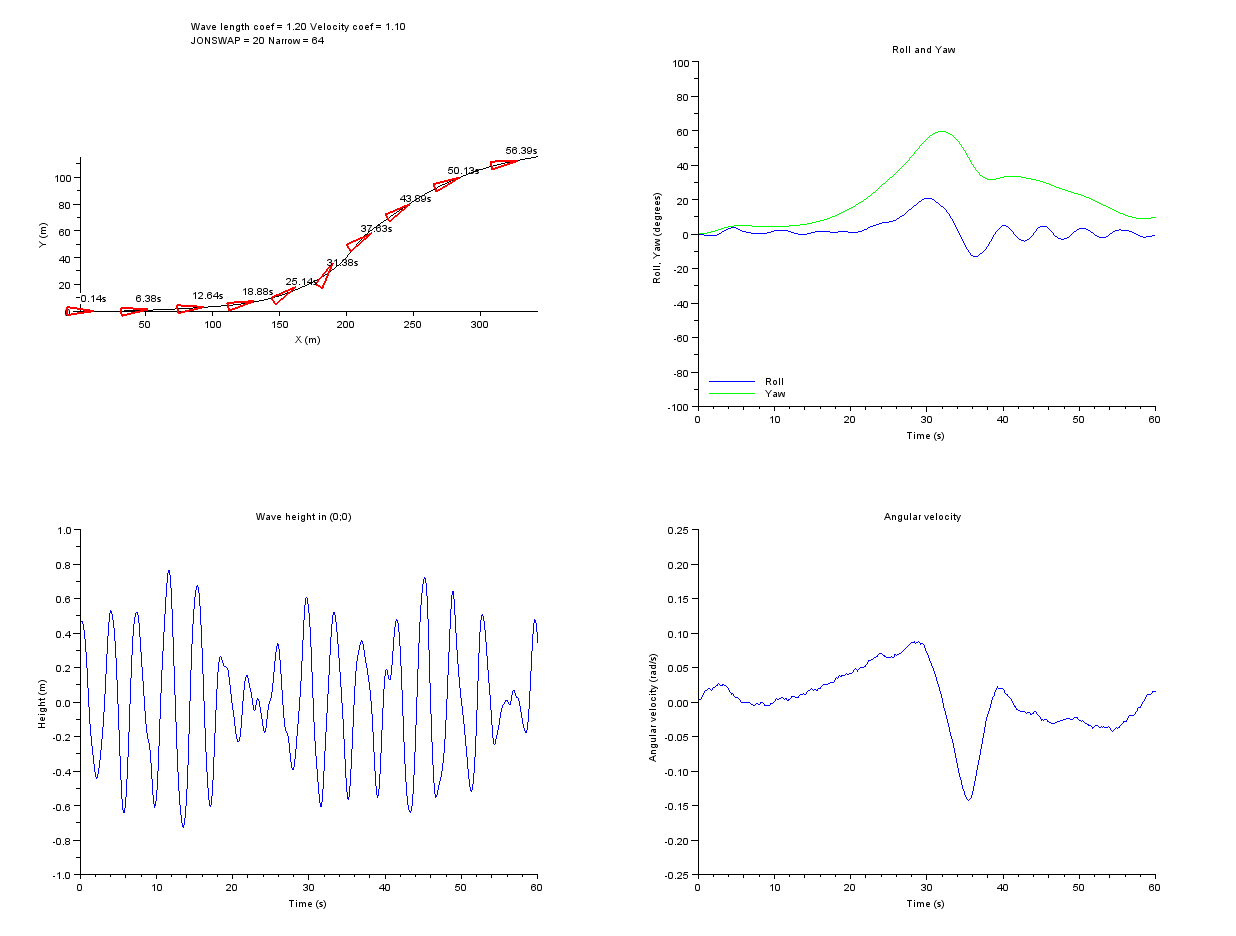 Wave length coef = 1.20 Velocity coef = 1.10
JONSWAP = 20 Narrow = 64
Y (m)
100
80
60
40
20
0
50
100
150
200
250
300
X (m)
-0.14s
6.38s
12.64s
18.88s
25.14s
31.38s
37.63s
43.89s
50.13s
56.39s
Roll and Yaw
Roll, Yaw (degrees)
100
80
60
40
20
0
-20
-40
-60
-80
-100
Roll
Yaw
0
10
20
30
40
50
60
Time (s)
Wave height in (0;0)
Height (m)
1.0
0.8
0.6
0.4
0.2
0.0
-0.2
-0.4
-0.6
-0.8
-1.0
0
10
20
30
40
50
60
Time (s)
Angular velocity
Angular velocity (rad/s)
0.25
0.20
0.15
0.10
0.05
0.00
-0.05
-0.10
-0.15
-0.20
-0.25
0
10
20
30
40
50
60
Time (s)